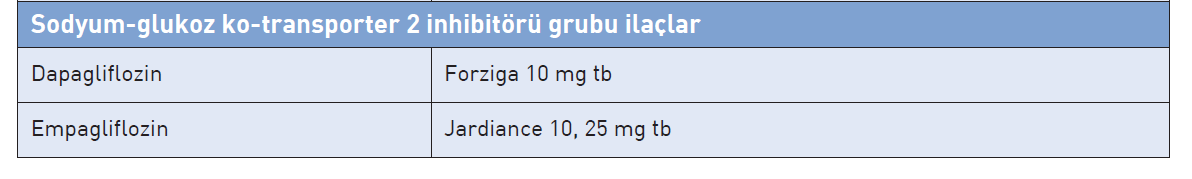 Sodyum-glukoz ko-transporter 2 inhibitörü grubu ilaçlar
Dapagliflozin Forziga 10 mg tb
Empagliflozin Jardiance 10, 25 mg tb